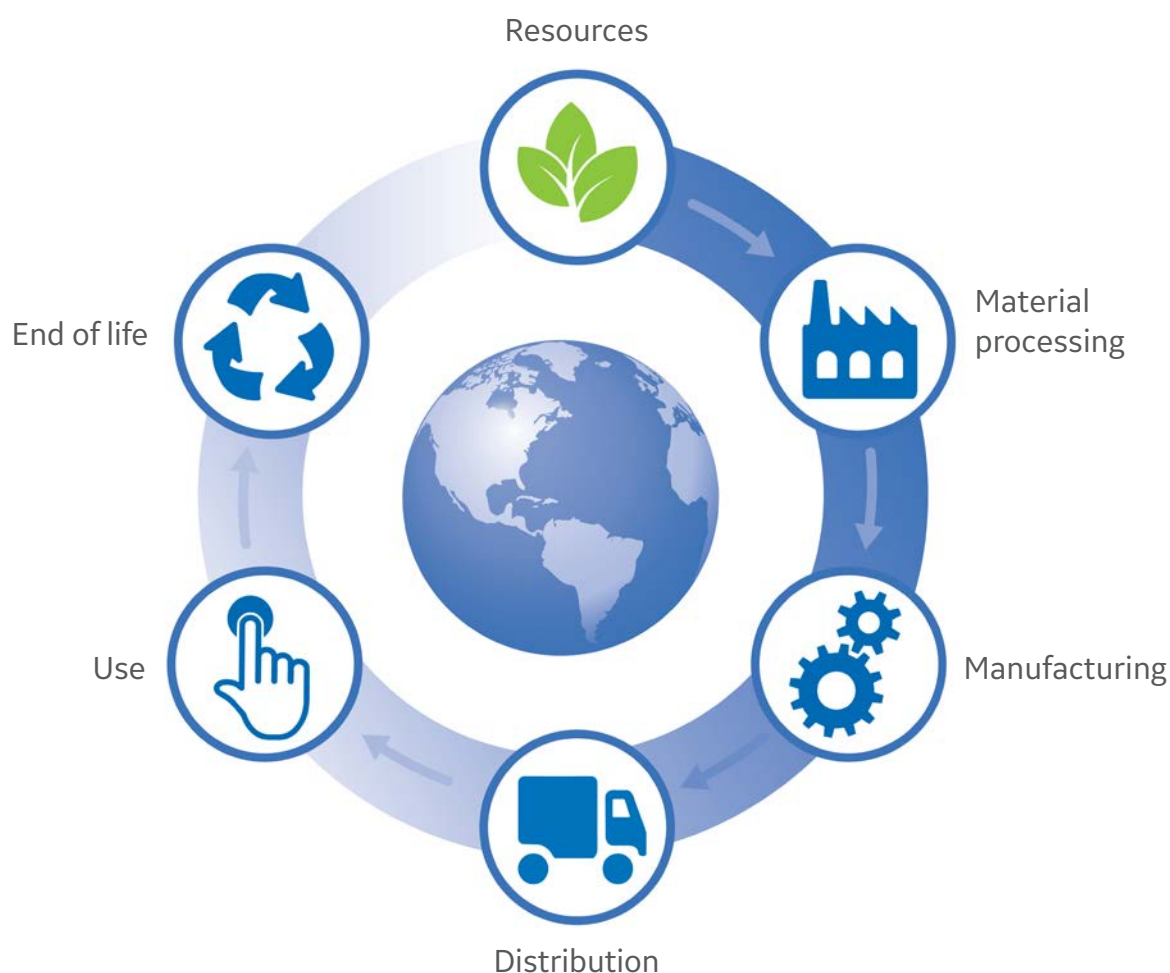 Resources
Material
processing
Manufacturing
Distribution
Use
End of life